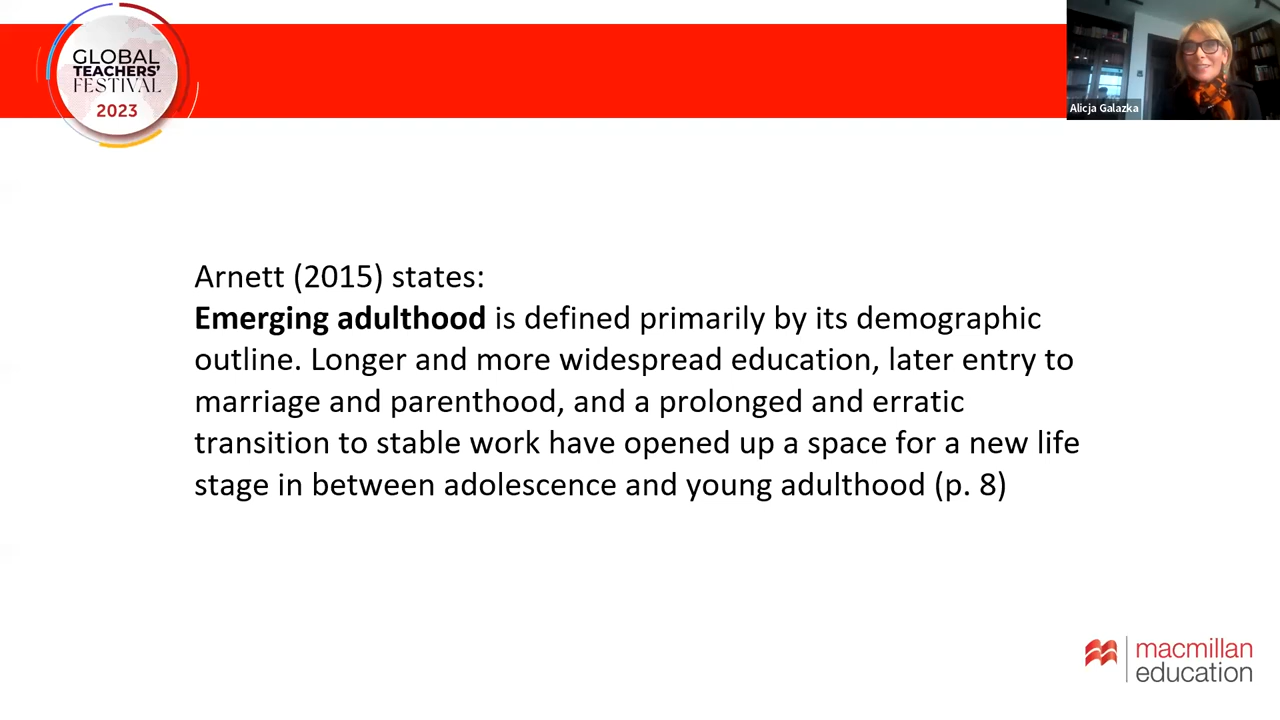 GLOBAL
TEACHERS'
FESTIVAL
2023
Alicja Galazka
Arnett (2015) states:
Emerging adulthood is defined primarily by its demographic
outline. Longer and more widespread education, later entry to
marriage and parenthood, and a prolonged and erratic
transition to stable work have opened up a space for a new life
stage in between adolescence and young adulthood (p. 8)
macmillan
education